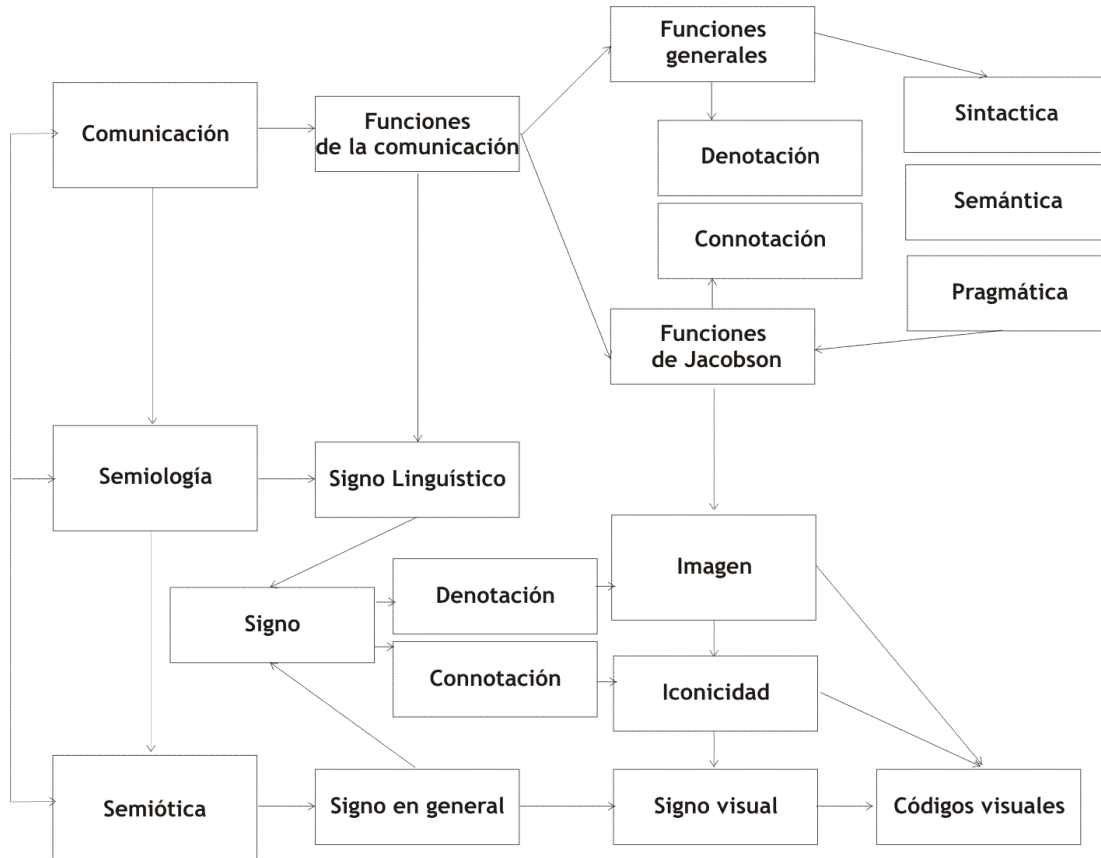 Funciones
generales
Comunicación
Funciones
de la comunicación
Sintactica
Denotación
Semántica
Connotación
Pragmática
Funciones
de Jacobson
Semiología
Signo Linguístico
Imagen
Denotación
Signo
Connotación
Iconicidad
Semiótica
Signo en general
Signo visual
Códigos visuales